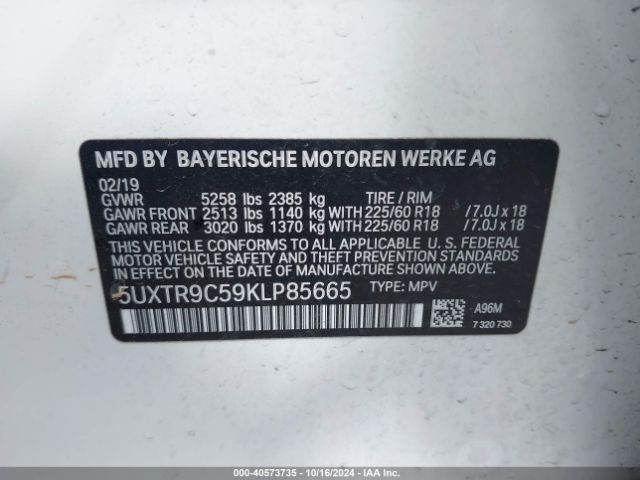 MFD BY BAYERISCHE MOTOREN WERKE AG
02/19
GVWR 5258 lbs 2385 kg TIRE / RIM
GAWR FRONT 2513 lbs 1140 kg WITH 225/60 R18 /7.0J x 18
GAWR REAR 3020 lbs 1370 kg WITH 225/60 R18 /7.0J x 18
THIS VEHICLE CONFORMS TO ALL APPLICABLE U. S. FEDERAL
MOTOR VEHICLE SAFETY AND THEFT PREVENTION
STANDARDS IN EFFECT ON THE DATE OF MANUFACTURE
SHOWN ABOVE.
5UXTR9C59KLP85665 TYPE: MPV
A96M
7 320 730
000-40573735 - 10/16/2024 - IAAI.com